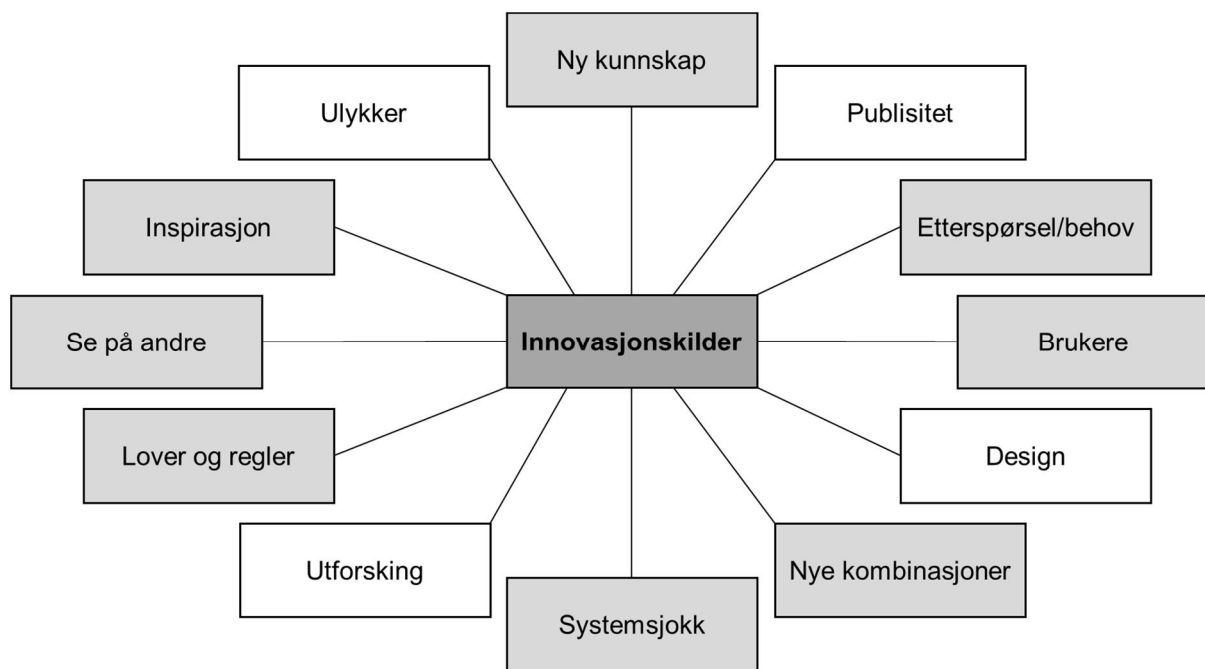 Ny kunnskap
Ulykker
Publisitet
Inspirasjon
Etterspørsel/behov
Se på andre
Innovasjonskilder
Brukere
Lover og regler
Design
Utforsking
Nye kombinasjoner
Systemsjokk